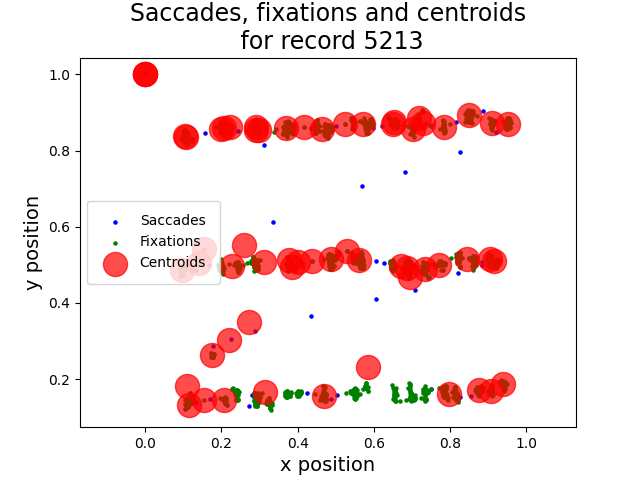 Saccades, fixations and centroids
for record 5213
1.0
0.8
0.6
0.4
0.2
y position
Saccades
Fixations
Centroids
0.0 0.2 0.4 0.6 0.8 1.0
x position